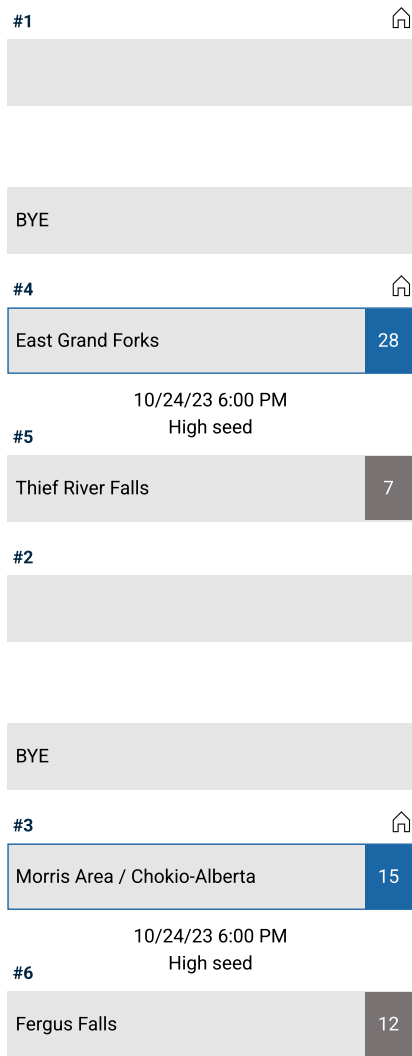 #1
BYE
#4
East Grand Forks 28
10/24/23 6:00 PM
High seed
#5
Thief River Falls 7
#2
BYE
#3
Morris Area / Chokio-Alberta 15
10/24/23 6:00 PM
High seed
#6
Fergus Falls 12